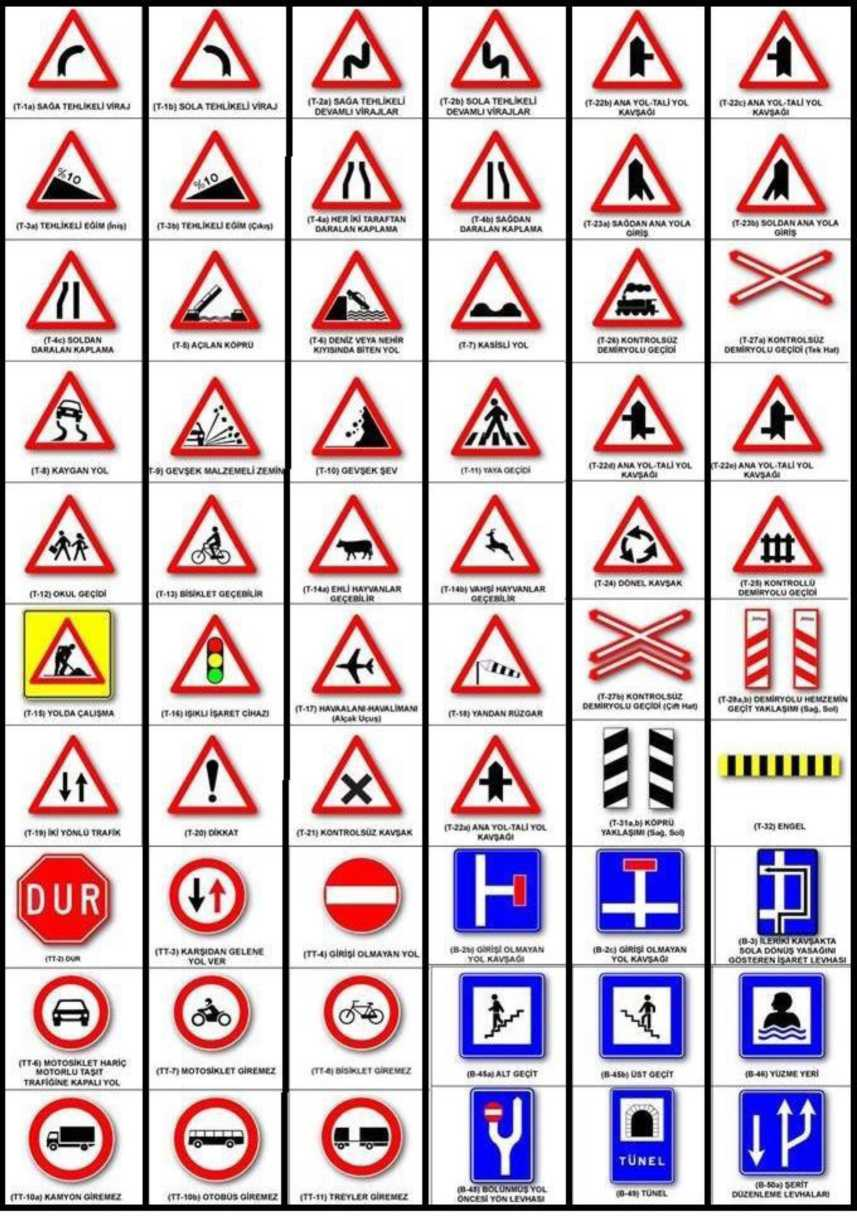 (T-1a) SAĞA TEHLİKELİ VİRAJ
(T-1b) SOLA TEHLİKELİ VİRAJ
(T-2a) SAĞA TEHLİKELİ
DEVAMLI VİRAJLAR
(T-2b) SOLA TEHLİKELİ
DEVAMLI VİRAJLAR
(T-22b) ANA YOL-TALİ YOL
KAVŞAĞI
(T-22c) ANA YOL-TALİ YOL
KAVŞAĞI
%10
(T-3a) TEHLİKELİ EĞİM (İniş)
%10
(T-3b) TEHLİKELİ EĞİM (Çıkış)
(T-4a) HER İKİ TARAFTAN
DARALAN KAPLAMA
(T-4b) SAĞDAN
DARALAN KAPLAMA
(T-23a) SAĞDAN ANA YOLA
GİRİŞ
(T-23b) SOLDAN ANA YOLA
GİRİŞ
(T-4c) SOLDAN
DARALAN KAPLAMA
(T-5) AÇILAN KÖPRÜ
(T-6) DENİZ VEYA NEHİR
KIYISINDA BİTEN YOL
(T-7) KASİSLİ YOL
(T-26) KONTROLSÜZ
DEMİRYOLU GEÇİDİ
(T-27a) KONTROLSÜZ
DEMİRYOLU GEÇİDİ (Tek Hat)
(T-8) KAYGAN YOL
T-9) GEVŞEK MALZEMELİ ZEMİN
(T-10) GEVŞEK ŞEV
(T-11) YAYA GEÇİDİ
(T-22d) ANA YOL-TALİ YOL
KAVŞAĞI
(T-22e) ANA YOL-TALİ YOL
KAVŞAĞI
(T-12) OKUL GEÇİDİ
(T-13) BİSİKLET GEÇEBİLİR
(T-14a) EHLİ HAYVANLAR
GEÇEBİLİR
(T-14b) VAHŞİ HAYVANLAR
GEÇEBİLİR
(T-24) DÖNEL KAVŞAK
(T-25) KONTROLLÜ
DEMİRYOLU GEÇİDİ
(T-15) YOLDA ÇALIŞMA
(T-16) IŞIKLI İŞARET CİHAZI
(T-17) HAVAALANI-HAVALİMANI
(Alçak Uçuş)
(T-18) YANDAN RÜZGAR
(T-27b) KONTROLSÜZ
DEMİRYOLU GEÇİDİ (Çift Hat)
(T-28a,b) DEMİRYOLU HEMZEMİN
GEÇİT YAKLAŞIMI (Sağ, Sol)
(T-19) İKİ YÖNLÜ TRAFİK
(T-20) DİKKAT
(T-21) KONTROLSÜZ KAVŞAK
(T-22a) ANA YOL-TALİ YOL
KAVŞAĞI
(T-31a,b) KÖPRÜ
YAKLAŞIMI (Sağ, Sol)
(T-32) ENGEL
DUR
(TT-2) DUR
(TT-3) KARŞIDAN GELENE
YOL VER
(TT-4) GİRİŞİ OLMAYAN YOL
(B-2b) GİRİŞİ OLMAYAN
YOL KAVŞAĞI
(B-2c) GİRİŞİ OLMAYAN
YOL KAVŞAĞI
(B-3) İLERİKİ KAVŞAKTA
SOLA DÖNÜŞ YASAĞINI
GÖSTEREN İŞARET LEVHASI
(TT-6) MOTOSİKLET HARİÇ
MOTORLU TAŞIT
TRAFİĞİNE KAPALI YOL
(TT-7) MOTOSİKLET GİREMEZ
(TT-8) BİSİKLET GİREMEZ
(B-45a) ALT GEÇİT
(B-45b) ÜST GEÇİT
(B-46) YÜZME YERİ
(TT-10a) KAMYON GİREMEZ
(TT-10b) OTOBÜS GİREMEZ
(TT-11) TREYLER GİREMEZ
(B-48) BÖLÜNMÜŞ YOL
ÖNCESİ YÖN LEVHASI
TÜNEL
(B-49) TÜNEL
(B-50a) ŞERİT
DÜZENLEME LEVHALARI